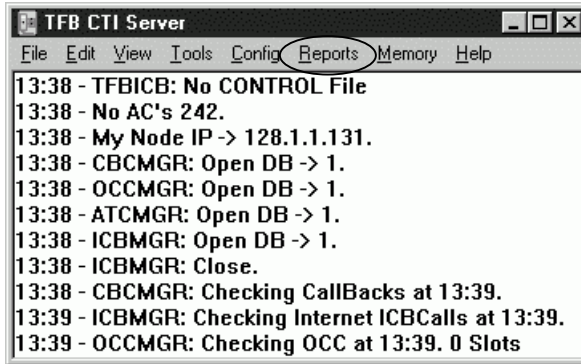 TFB CTI Server
File Edit View Tools Config Reports Memory Help
13:38 - TFBICB: No CONTROL File
13:38 - No AC's 242.
13:38 - My Node IP -> 128.1.1.131.
13:38 - CBCMGR: Open DB -> 1.
13:38 - OCCMGR: Open DB -> 1.
13:38 - ATCMGR: Open DB -> 1.
13:38 - ICBMGR: Open DB -> 1.
13:38 - ICBMGR: Close.
13:38 - CBCMGR: Checking CallBacks at 13:39.
13:39 - ICBMGR: Checking Internet ICBCalls at 13:39.
13:39 - OCCMGR: Checking OCC at 13:39. 0 Slots